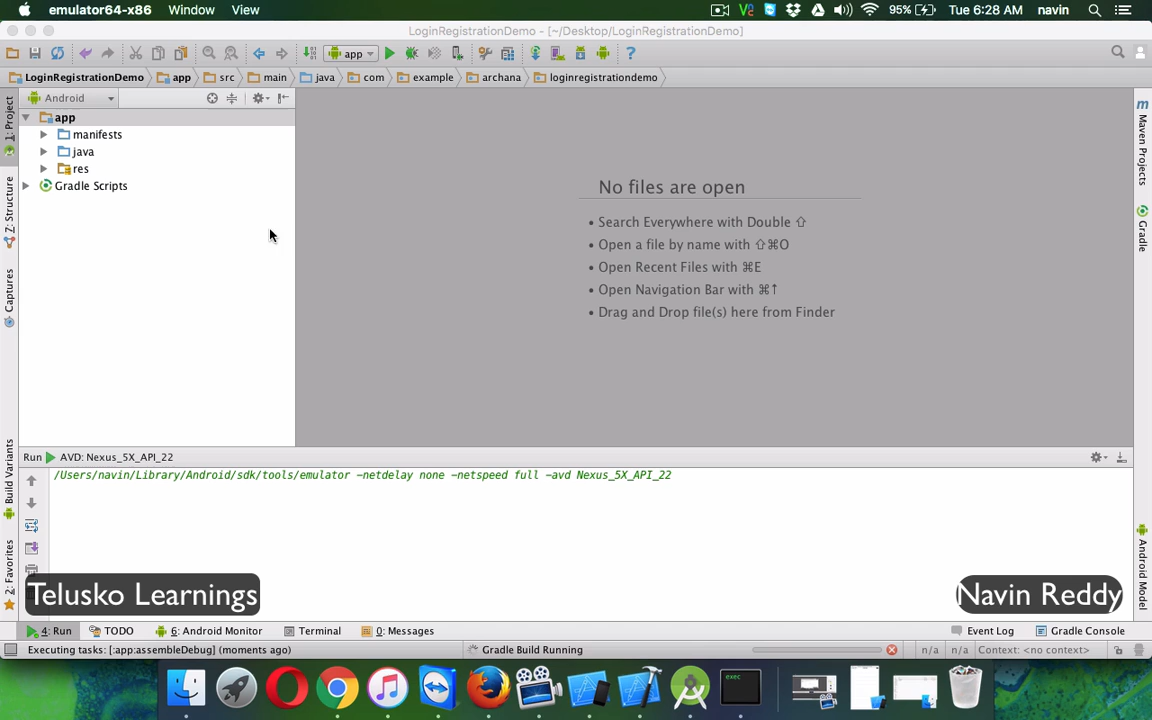 emulator64-x86 Window View 95% Tue 6:28 AM navin
LoginRegistrationDemo - [~/Desktop/LoginRegistrationDemo]
app
LoginRegistrationDemo app src main java com example archana loginregistrationdemo
Android
app
manifests
java
res
Gradle Scripts
1: Project
Z: Structure
Captures
Build Variants
2: Favorites
No files are open
• Search Everywhere with Double ⇧
• Open a file by name with ⇧⌘O
• Open Recent Files with ⌘E
• Open Navigation Bar with ⌘↑
• Drag and Drop file(s) here from Finder
m
Maven Projects
Gradle
Android Model
Run AVD: Nexus_5X_API_22
/Users/navin/Library/Android/sdk/tools/emulator -netdelay none -netspeed full -avd Nexus_5X_API_22
Telusko Learnings
Navin Reddy
4: Run TODO 6: Android Monitor Terminal 0: Messages Event Log Gradle Console
Executing tasks: [:app:assembleDebug] (moments ago) Gradle Build Running n/a n/a Context: <no context>
exec